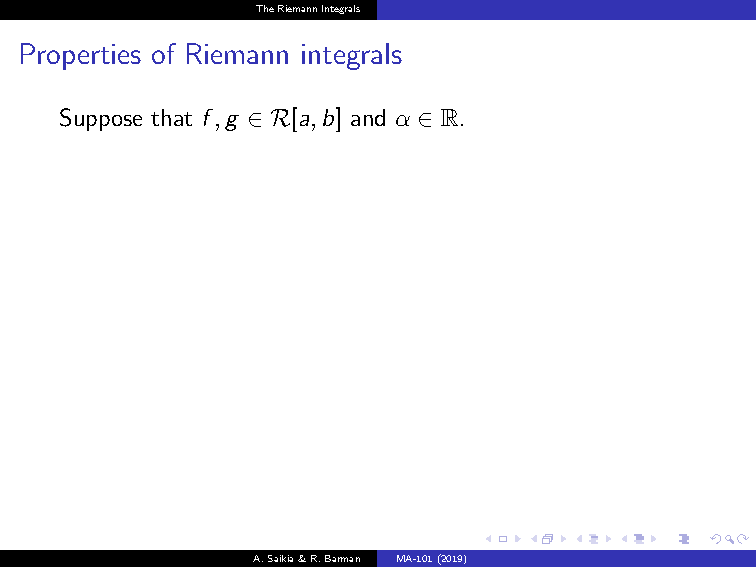 The Riemann Integrals
Properties of Riemann integrals
Suppose that f, g ∈ ℛ[a, b] and α ∈ ℝ.
A. Saikia & R. Barman MA-101 (2019)